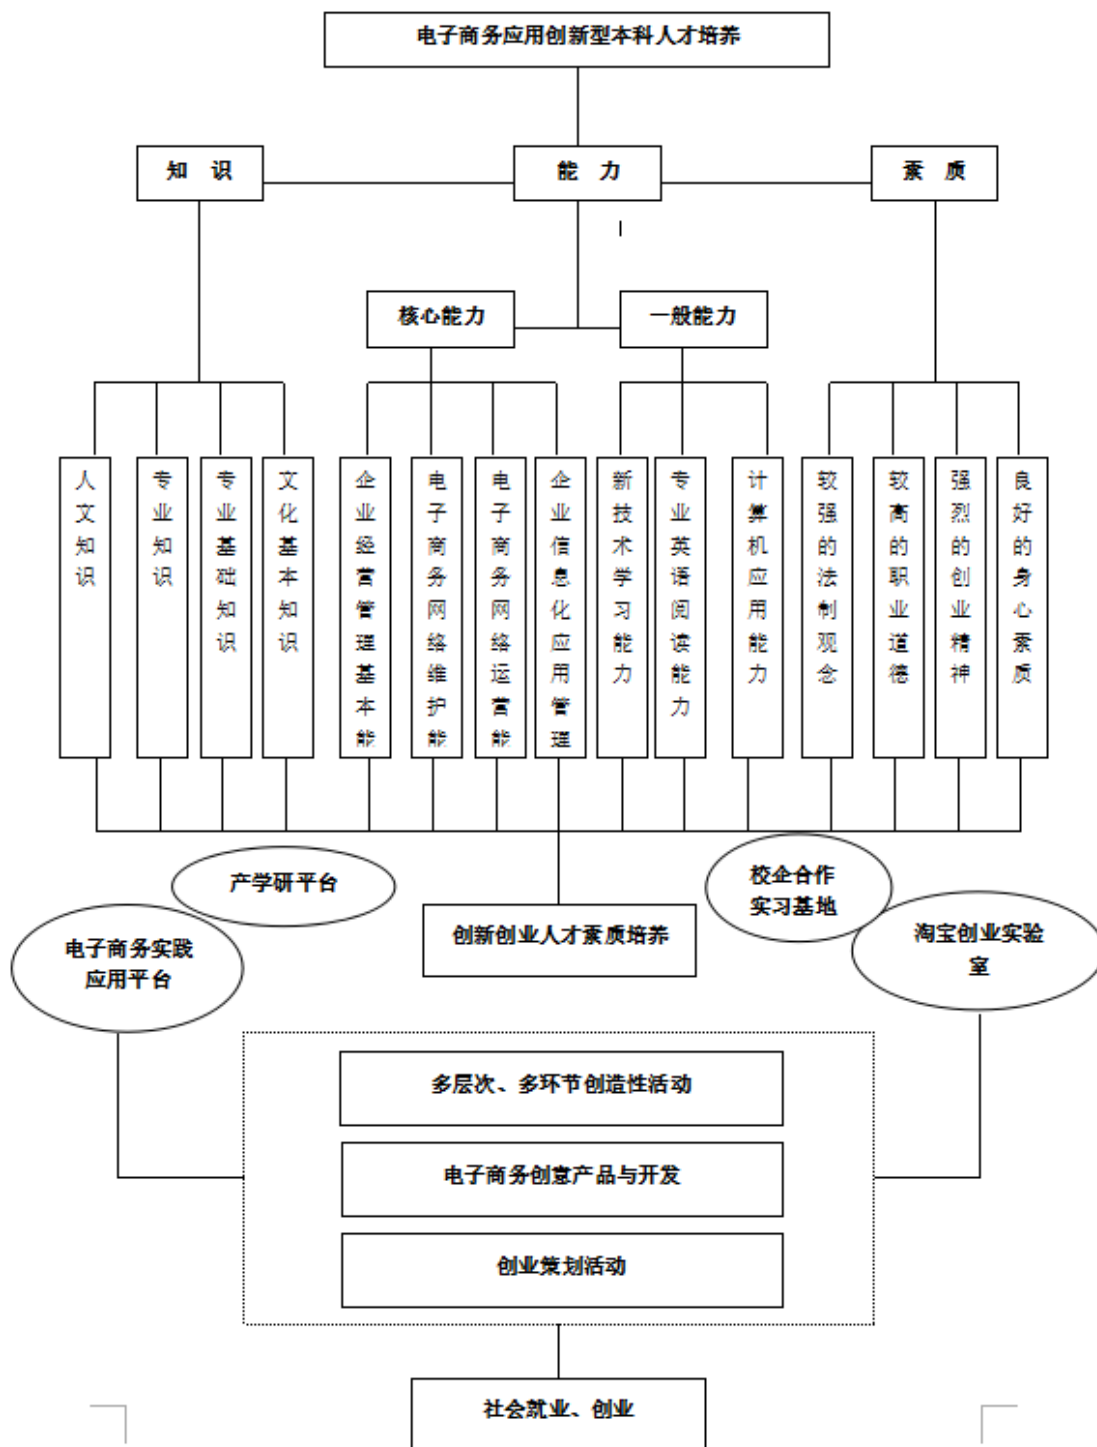 电子商务应用创新型本科人才培养
知 识
能 力
素 质
核心能力
一般能力
人文知识
专业知识
专业基础知识
文化基本知识
企业经营管理基本能
电子商务网络维护能
电子商务网络运营能
企业信息化应用管理
新技术学习能力
专业英语阅读能力
计算机应用能力
较强的法制观念
较高的职业道德
强烈的创业精神
良好的身心素质
产学研平台
校企合作
实习基地
电子商务实践
应用平台
创新创业人才素质培养
淘宝创业实验
室
多层次、多环节创造性活动
电子商务创意产品与开发
创业策划活动
社会就业、创业